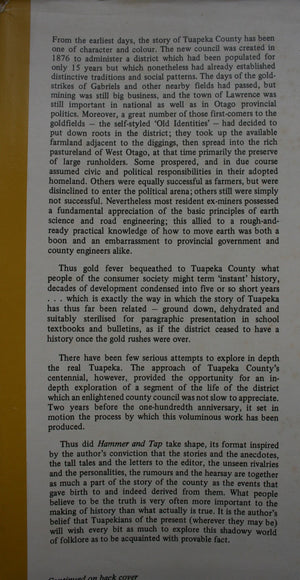 From the earliest days, the story of Tuapeka County has been
one of character and colour. The new council was created in
1876 to administer a district which had been populated for
only 15 years but which nonetheless had already established
distinctive traditions and social patterns. The days of the gold-
strikes of Gabriels and other nearby fields had passed, but
mining was still big business, and the town of Lawrence was
still important in national as well as in Otago provincial
politics. Moreover, a great number of those first-comers to the
goldfields — the self-styled 'Old Identities' — had decided to
put down roots in the district; they took up the available
farmland adjacent to the diggings, then spread into the rich
pastureland of West Otago, at that time primarily the preserve
of large runholders. Some prospered, and in due course
assumed civic and political responsibilities in their adopted
homeland. Others were equally successful as farmers, but were
disinclined to enter the political arena; others still were simply
not successful. Nevertheless most resident ex-miners possessed
a fundamental appreciation of the basic principles of earth
science and road engineering; this allied to a rough-and-
ready practical knowledge of how to move earth was both a
boon and an embarrassment to provincial government and
county engineers alike.
Thus gold fever bequeathed to Tuapeka County what
people of the consumer society might term 'instant' history,
decades of development condensed into five or so short years
. . . which is exactly the way in which the story of Tuapeka
has thus far been related — ground down, dehydrated and
suitably sterilised for paragraph presentation in school
textbooks and bulletins, as if the district ceased to have a
history once the gold rushes were over.
There have been few serious attempts to explore in depth
the real Tuapeka. The approach of Tuapeka County's
centennial, however, provided the opportunity for an in-
depth exploration of a segment of the life of the district
which an enlightened county council was not slow to appreciate.
Two years before the one-hundredth anniversary, it set in
motion the process by which this voluminous work has been
produced.
Thus did Hammer and Tap take shape, its format inspired
by the author's conviction that the stories and the anecdotes,
the tall tales and the letters to the editor, the unseen rivalries
and the personalities, the rumours and the hearsay are together
as much a part of the story of the county as the events that
gave birth to and indeed derived from them. What people
believe to be the truth is very often more important to the
making of history than what actually is true. It is the author's
belief that Tuapekians of the present (wherever they may be)
will wish every bit as much to explore this shadowy world
of folklore as to be acquainted with provable fact.
Continued on back cover